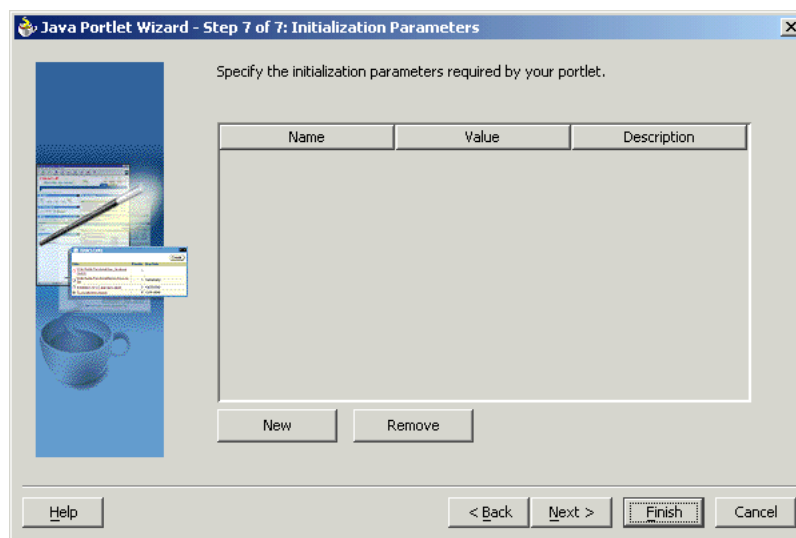 Java Portlet Wizard - Step 7 of 7: Initialization Parameters
Specify the initialization parameters required by your portlet.
Name Value Description
New Remove
Help < Back Next > Finish Cancel